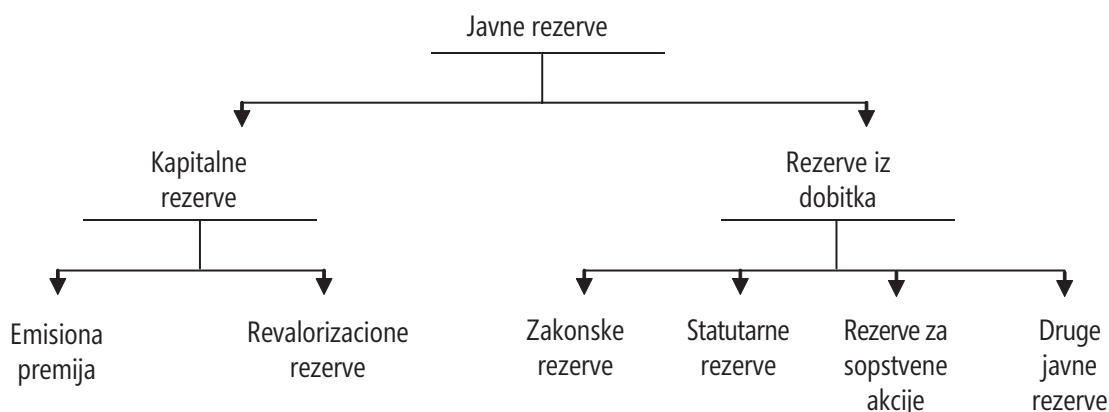 Javne rezerve
Kapitalne
rezerve
Rezerve iz
dobitka
Emisiona
premija
Revalorizacione
rezerve
Zakonske
rezerve
Statutarne
rezerve
Rezerve za
sopstvene
akcije
Druge
javne
rezerve